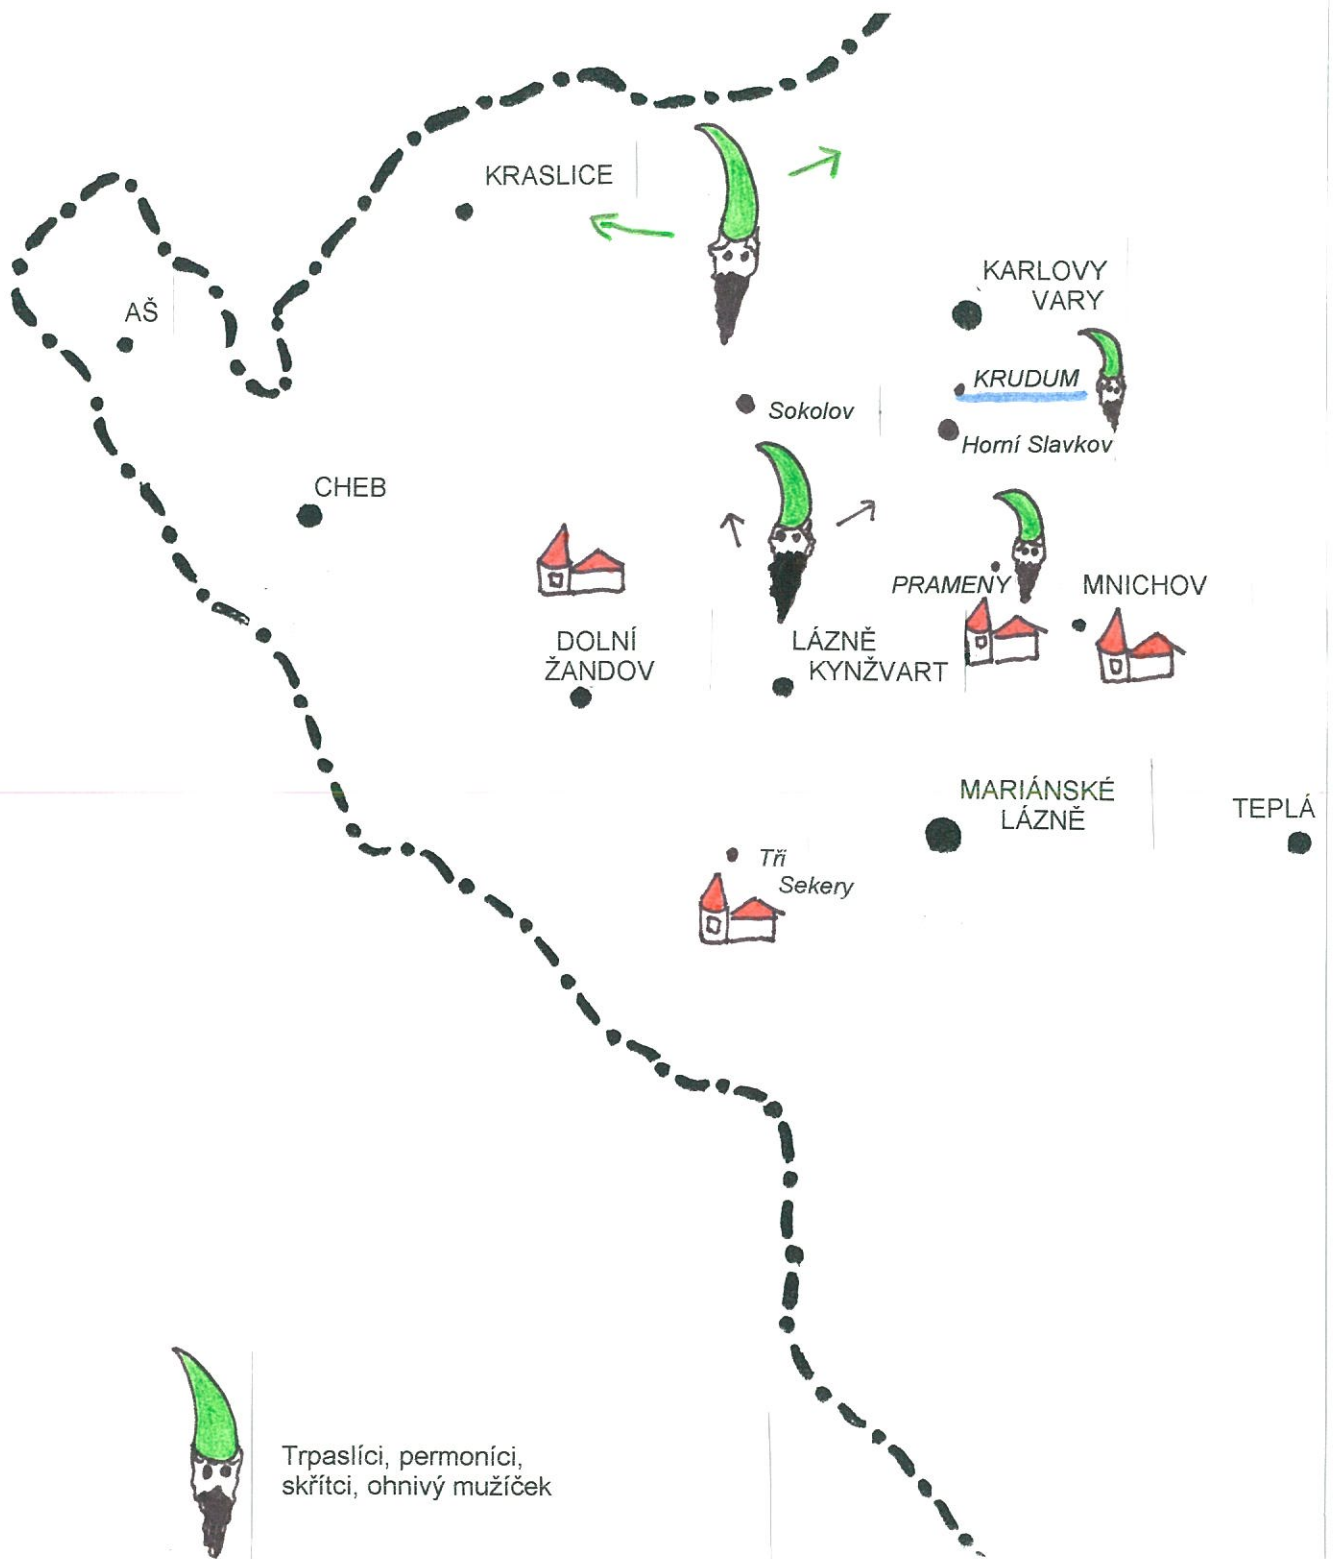 KRASLICE
KARLOVY
VARY
AŠ
KRUDUM
Sokolov
Horní Slavkov
CHEB
PRAMENY
MNICHOV
DOLNÍ
ŽANDOV
LÁZNĚ
KYNŽVART
MARIÁNSKÉ
LÁZNĚ
TEPLÁ
Tři
Sekery
Trpaslíci, permoníci,
skřítci, ohnivý mužíček